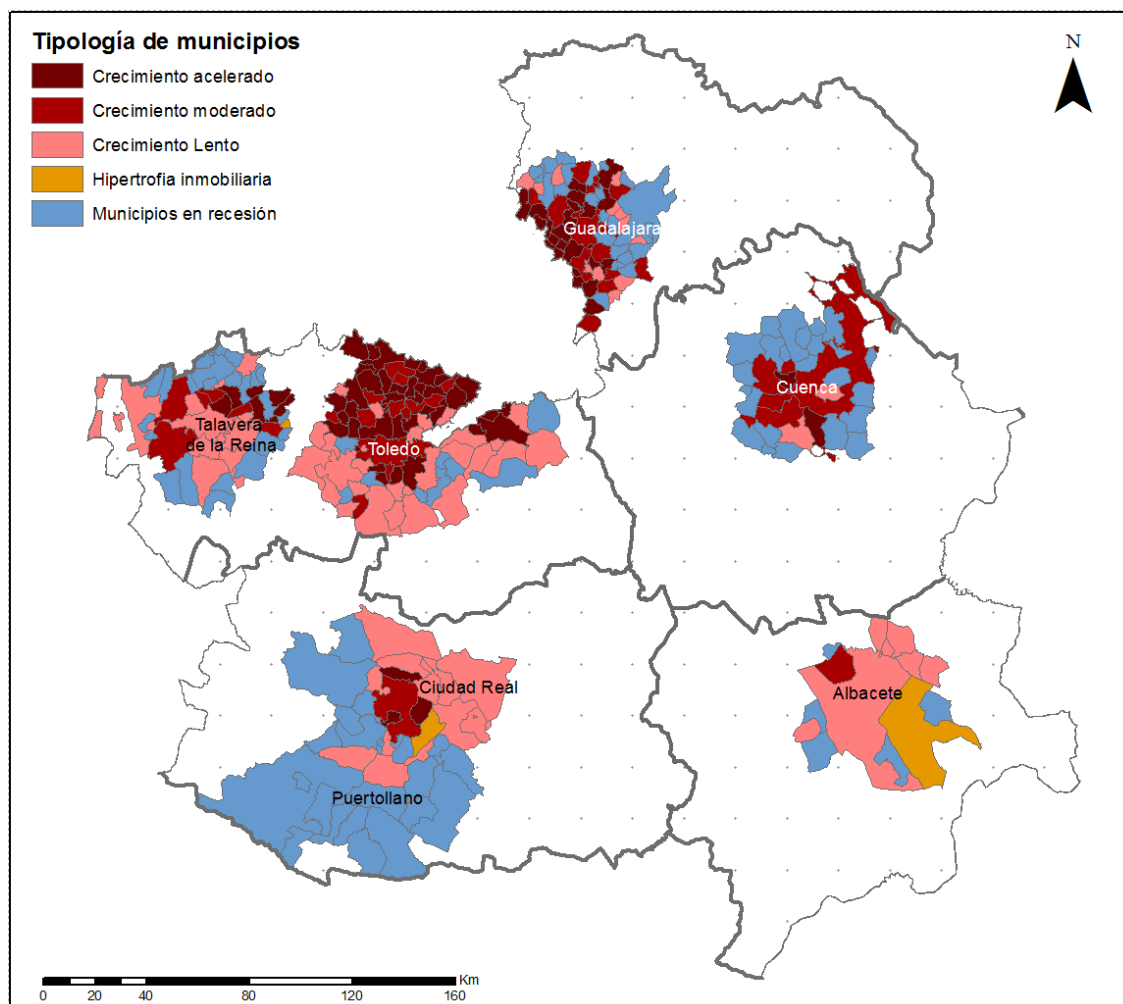 Tipología de municipios
Crecimiento acelerado
Crecimiento moderado
Crecimiento Lento
Hipertrofia inmobiliaria
Municipios en recesión
N
Guadalajara
Cuenca
Talavera
de la Reina
Toledo
Ciudad Real
Albacete
Puertollano
Km
0 20 40 80 120 160